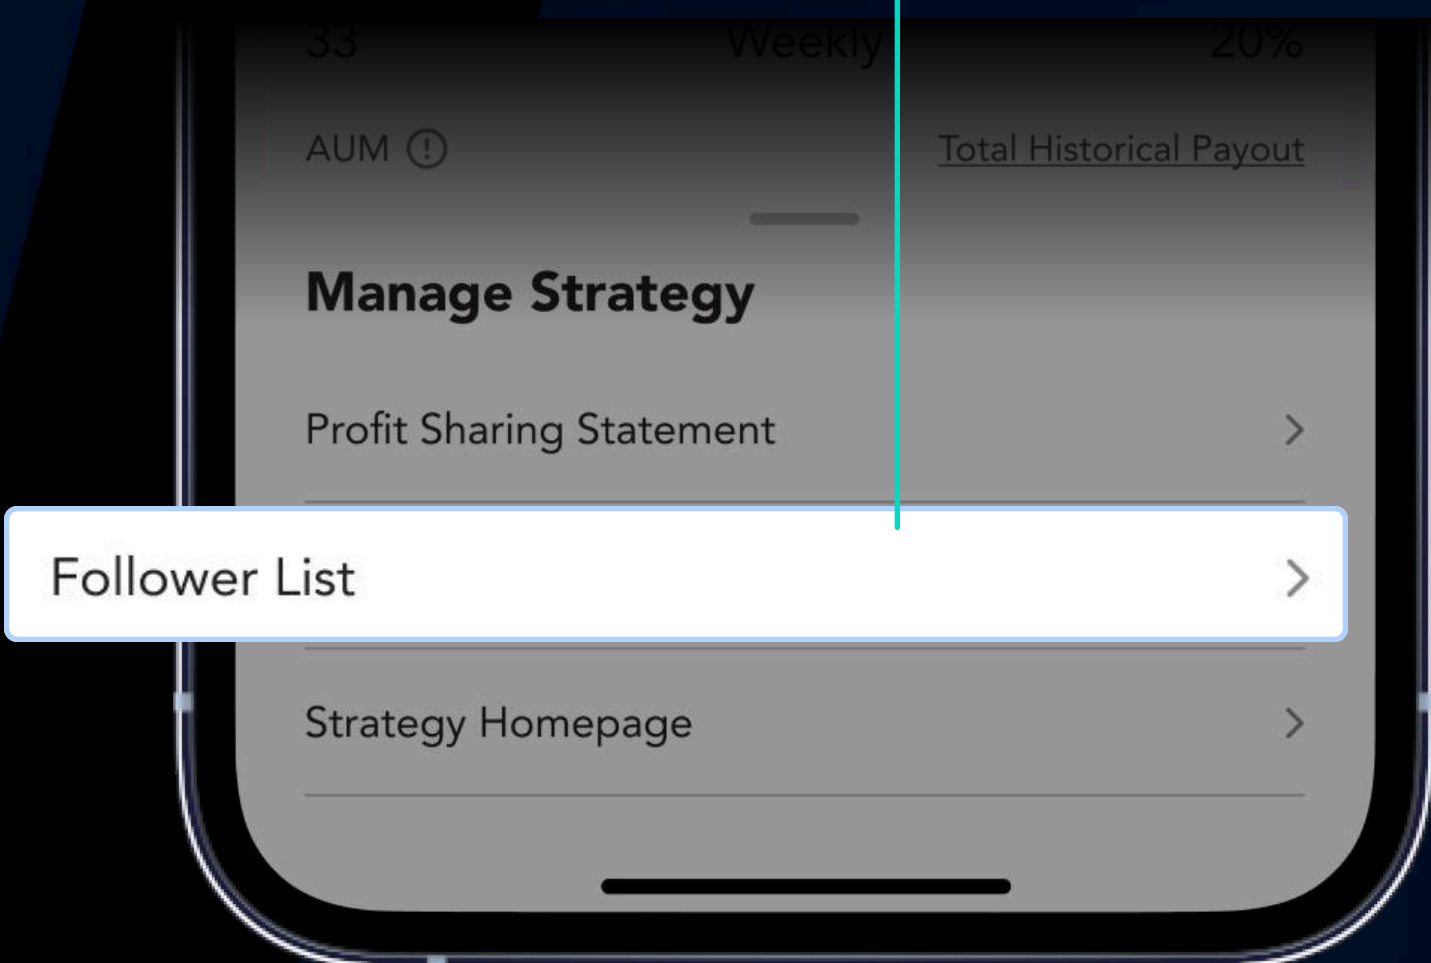 33 Weekly 20%
AUM Total Historical Payout
Manage Strategy
Profit Sharing Statement
Follower List
Strategy Homepage